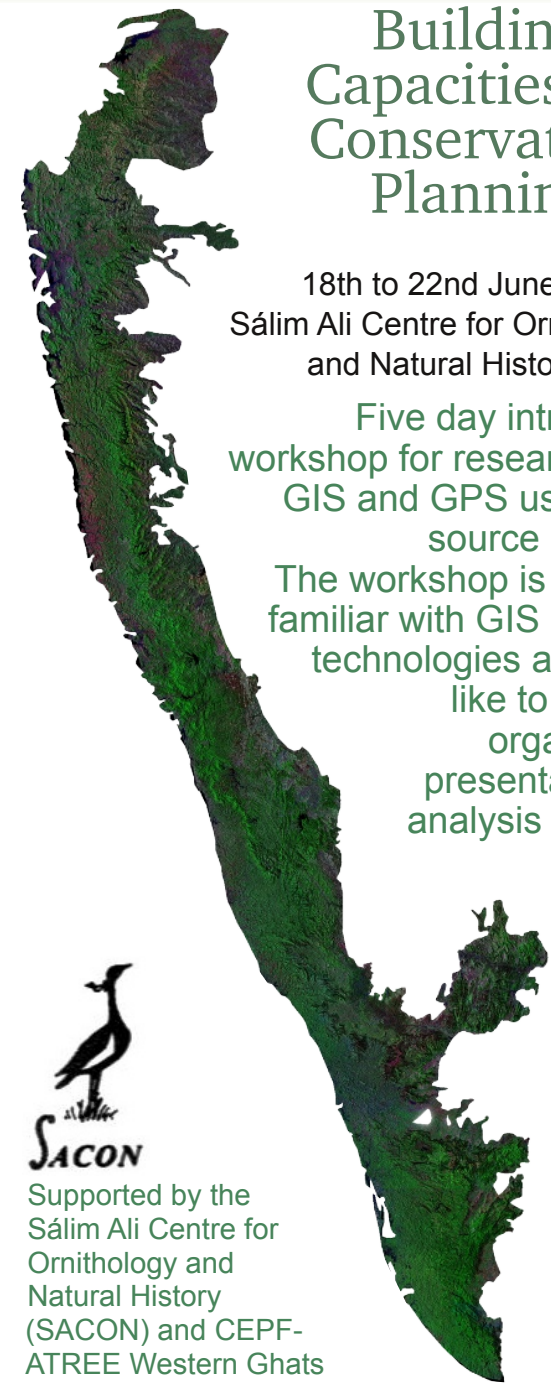 Buildin
Capacities
Conservat
Plannin
18th to 22nd June
Sálim Ali Centre for Or
and Natural Histo
Five day intr
workshop for resear
GIS and GPS us
source
The workshop is
familiar with GIS
technologies a
like to
orga
present
analysis
SACON
Supported by the
Sálim Ali Centre for
Ornithology and
Natural History
(SACON) and CEPF-
ATREE Western Ghats